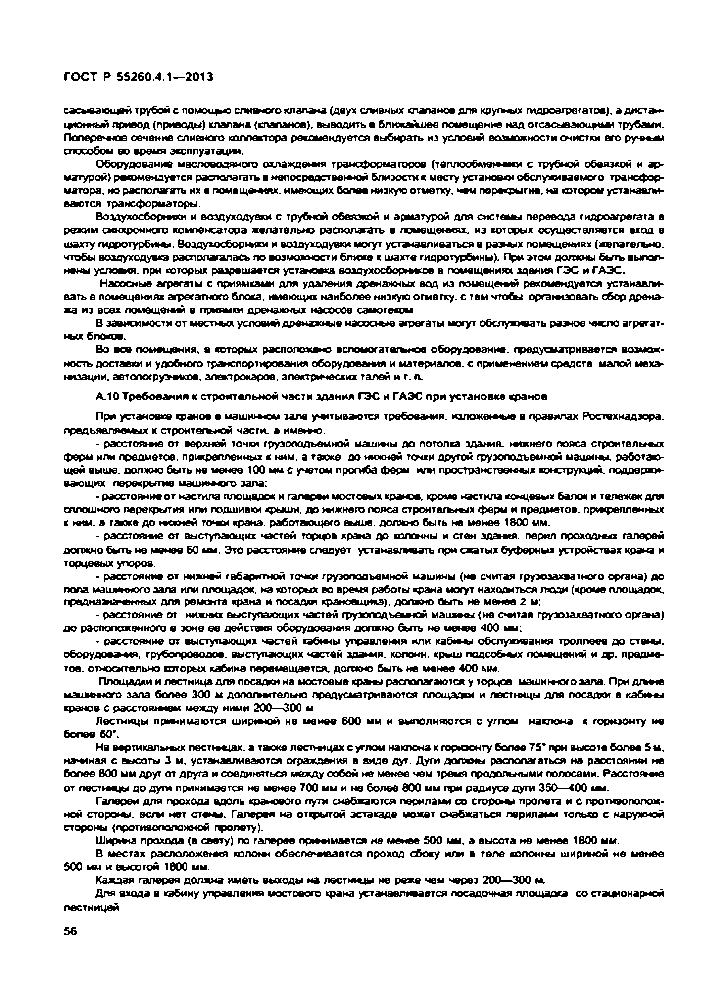 ГОСТ Р 55260.4.1—2013
сасывающей трубой с помощью сливного клапана (двух сливных клапанов для крупных гидроагрегатов), а дистан-
ционный привод (приводы) клапана (клапанов), выводить в ближайшее помещение над отсасывающими трубами.
Поперечное сечение сливного коллектора рекомендуется выбирать из условий возможности очистки его ручным
способом во время эксплуатации.
Оборудование масловодяного охлаждения трансформаторов (теплообменники с трубной обвязкой и ар-
матурой) рекомендуется располагать в непосредственной близости к месту установки обслуживаемого трансфор-
матора, но располагать их в помещениях, имеющих более низкую отметку, чем перекрытие, на котором устанавли-
ваются трансформаторы.
Воздухосборники и воздуходувки с трубной обвязкой и арматурой для системы перевода гидроагрегата в
режим синхронного компенсатора желательно располагать в помещениях, из которых осуществляется вход в
шахту гидротурбины. Воздухосборники и воздуходувки могут устанавливаться в разных помещениях (желательно,
чтобы воздуходувка располагалась по возможности ближе к шахте гидротурбины). При этом должны быть выпол-
нены условия, при которых разрешается установка воздухосборников в помещениях здания ГЭС и ГАЭС.
Насосные агрегаты с приямками для удаления дренажных вод из помещений рекомендуется устанавли-
вать в помещениях агрегатного блока, имеющих наиболее низкую отметку, с тем чтобы организовать сбор дрена-
жа из всех помещений в приямки дренажных насосов самотеком.
В зависимости от местных условий дренажные насосные агрегаты могут обслуживать разное число агрегат-
ных блоков.
Во все помещения, в которых расположено вспомогательное оборудование, предусматривается возмож-
ность доставки и удобного транспортирования оборудования и материалов, с применением средств малой меха-
низации, автопогрузчиков, электрокаров, электрических талей и т. п.
А.10 Требования к строительной части здания ГЭС и ГАЭС при установке кранов
При установке кранов в машинном зале учитываются требования, изложенные в правилах Ростехнадзора,
предъявляемых к строительной части, а именно:
- расстояние от верхней точки грузоподъемной машины до потолка здания, нижнего пояса строительных
ферм или предметов, прикрепленных к ним, а также до нижней точки другой грузоподъемной машины, работаю-
щей выше, должно быть не менее 100 мм с учетом прогиба ферм или пространственных конструкций, поддержи-
вающих перекрытие машинного зала;
- расстояние от настила площадок и галереи мостовых кранов, кроме настила концевых балок и тележек для
сплошного перекрытия или подшивки крыши, до нижнего пояса строительных ферм и предметов, прикрепленных
к ним, а также до нижней точки крана, работающего выше, должно быть не менее 1800 мм.
- расстояние от выступающих частей торцов крана до колонны и стен здания, перил проходных галерей
должно быть не менее 60 мм. Это расстояние следует устанавливать при сжатых буферных устройствах крана и
торцевых упоров.
- расстояние от нижней габаритной точки грузоподъемной машины (не считая грузозахватного органа) до
пола машинного зала или площадок, на которых во время работы крана могут находиться люди (кроме площадок,
предназначенных для ремонта крана и посадки крановщика), должно быть не менее 2 м;
- расстояние от нижних выступающих частей грузоподъемной машины (не считая грузозахватного органа)
до расположенного в зоне ее действия оборудования должно быть не менее 400 мм;
- расстояние от выступающих частей кабины управления или кабины обслуживания троллеев до стены,
оборудования, трубопроводов, выступающих частей здания, колонн, крыш подсобных помещений и др. предме-
тов, относительно которых кабина перемещается, должно быть не менее 400 мм.
Площадки и лестница для посадки на мостовые краны располагаются у торцов машинного зала. При длине
машинного зала более 300 м дополнительно предусматриваются площадки и лестницы для посадки в кабины
кранов с расстоянием между ними 200—300 м.
Лестницы принимаются шириной не менее 600 мм и выполняются с углом наклона к горизонту не
более 60°.
На вертикальных лестницах, а также лестницах с углом наклона к горизонту более 75° при высоте более 5 м,
начиная с высоты 3 м, устанавливаются ограждения в виде дуг. Дуги должны располагаться на расстоянии не
более 800 мм друг от друга и соединяться между собой не менее чем тремя продольными полосами. Расстояние
от лестницы до дуги принимается не менее 700 мм и не более 800 мм при радиусе дуги 350—400 мм.
Галереи для прохода вдоль кранового пути снабжаются перилами со стороны пролета и с противополож-
ной стороны, если нет стены. Галерея на открытой эстакаде может снабжаться перилами только с наружной
стороны (противоположной пролету).
Ширина прохода (в свету) по галерее принимается не менее 500 мм, а высота не менее 1800 мм.
В местах расположения колонн обеспечивается проход сбоку или в теле колонны шириной не менее
500 мм и высотой 1800 мм.
Каждая галерея должна иметь выходы на лестницы не реже чем через 200—300 м.
Для входа в кабину управления мостового крана устанавливается посадочная площадка со стационарной
лестницей.
56